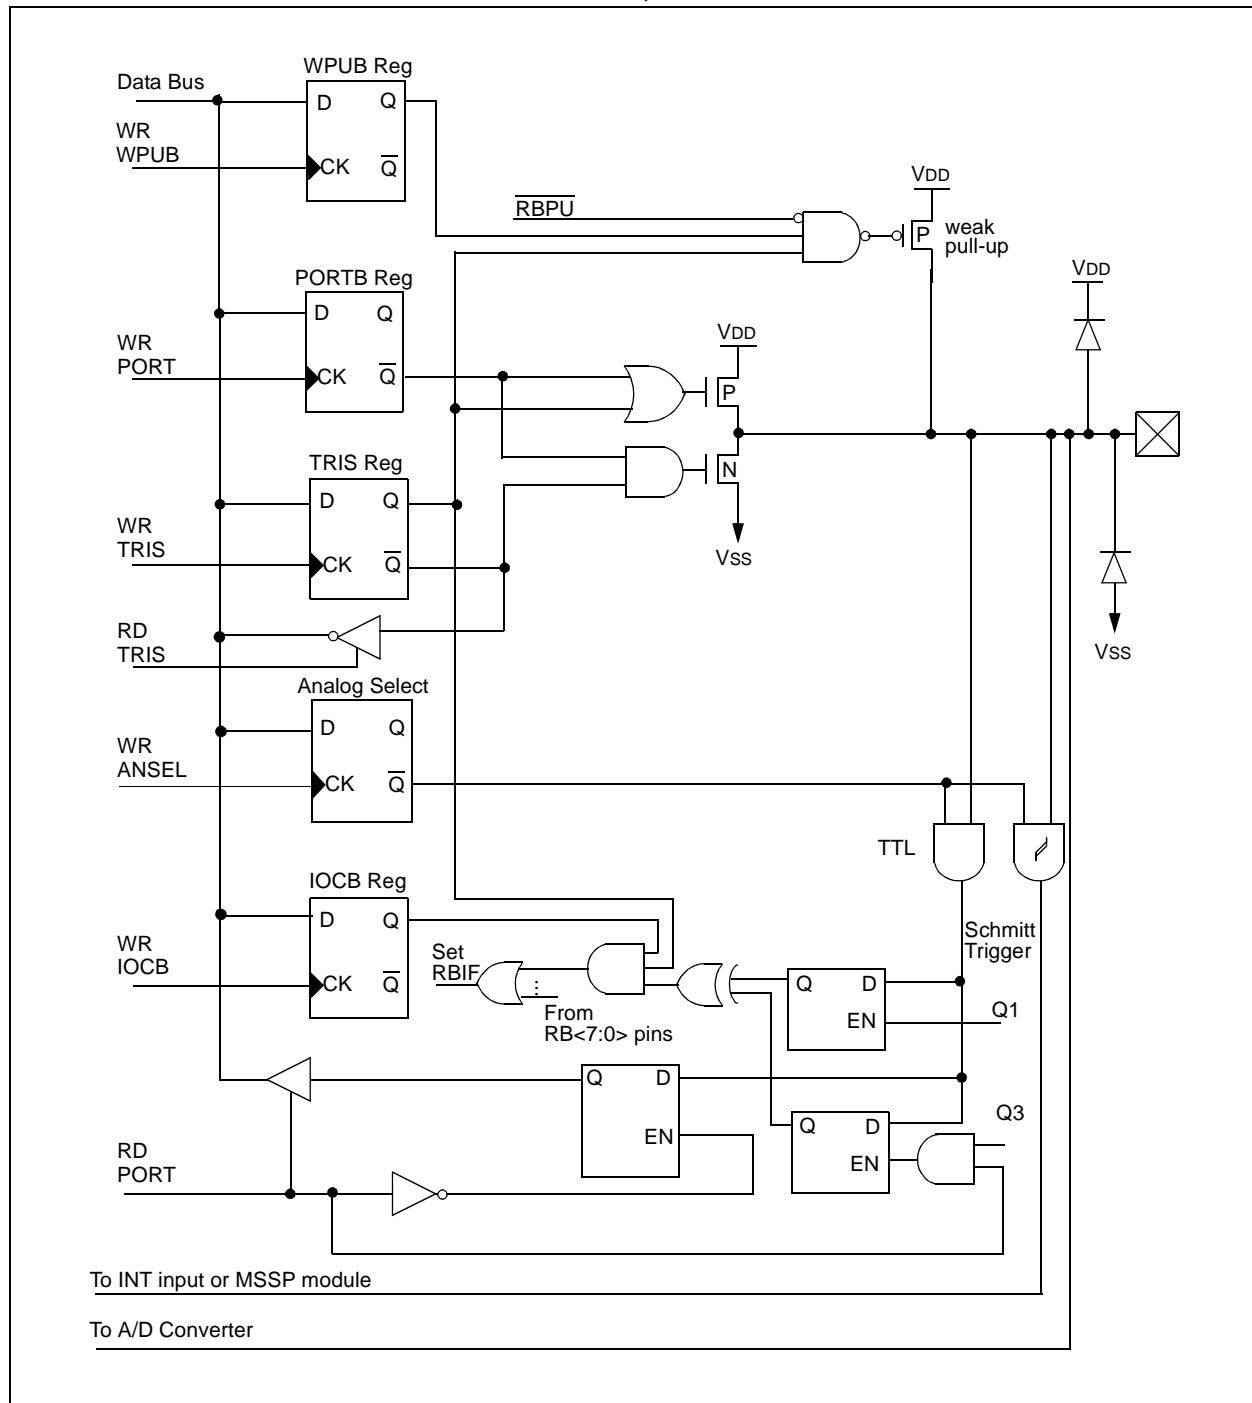 WPUB Reg
Data Bus
D Q
WR
WPUB
CK Q̅
VDD
R̅B̅P̅U̅
P
weak
pull-up
PORTB Reg
VDD
D Q
VDD
WR
PORT
CK Q̅
P
TRIS Reg
N
D Q
WR
TRIS
CK Q̅
VSS
RD
TRIS
VSS
Analog Select
D Q
WR
ANSEL
CK Q̅
TTL
IOCB Reg
D Q
Schmitt
Trigger
WR
IOCB
Set
RBIF
CK Q̅
Q D
From
RB<7:0> pins
EN
Q1
Q D
Q3
Q D
EN
EN
RD
PORT
To INT input or MSSP module
To A/D Converter